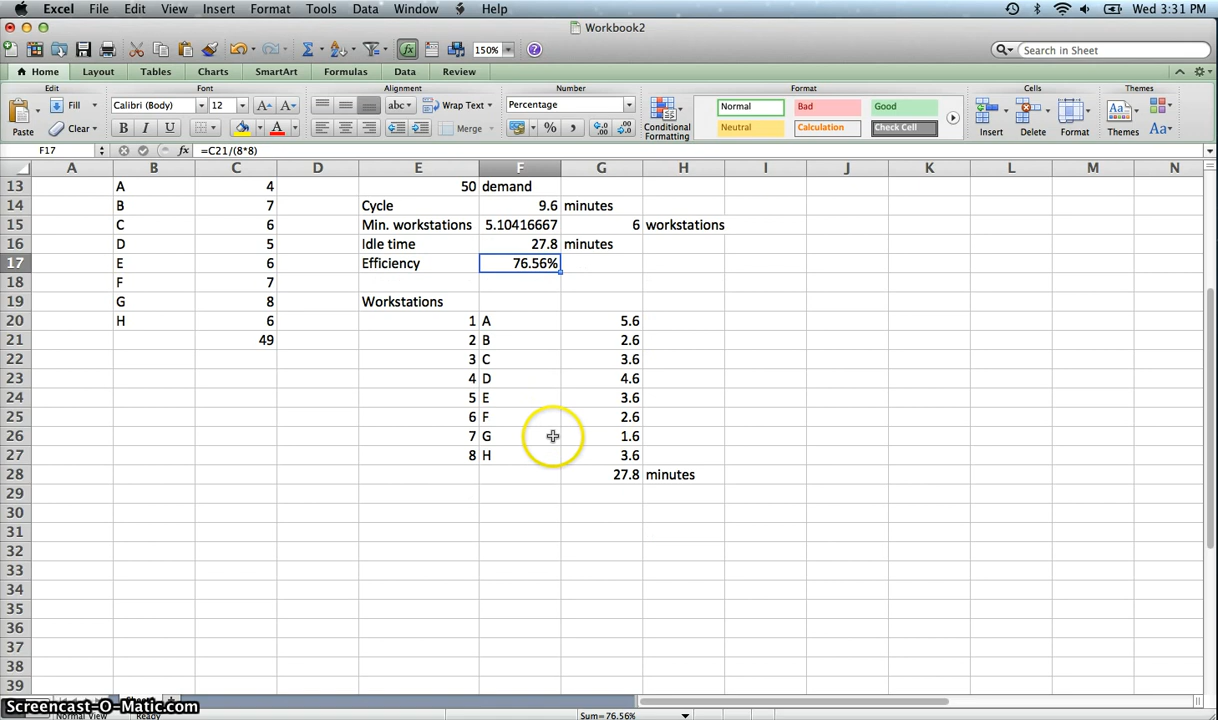 Excel File Edit View Insert Format Tools Data Window Help Wed 3:31 PM
Workbook2
150% Search in Sheet
Home Layout Tables Charts SmartArt Formulas Data Review
Edit Font Alignment Number Format Cells Themes
Fill Calibri (Body) 12 abc Wrap Text Percentage Normal Bad Good
Paste Clear B I U Merge Conditional Formatting Neutral Calculation Check Cell Insert Delete Format Themes Aa
F17 fx =C21/(8*8)
A B C D E F G H I J K L M N
13 A 4 50 demand
14 B 7 Cycle 9.6 minutes
15 C 6 Min. workstations 5.10416667 6 workstations
16 D 5 Idle time 27.8 minutes
17 E 6 Efficiency 76.56%
18 F 7
19 G 8 Workstations
20 H 6 1 A 5.6
21 49 2 B 2.6
22 3 C 3.6
23 4 D 4.6
24 5 E 3.6
25 6 F 2.6
26 7 G 1.6
27 8 H 3.6
28 27.8 minutes
29
30
31
32
33
34
35
36
37
38
39
Screencast-O-Matic.com
Normal View Ready Sum=76.56%